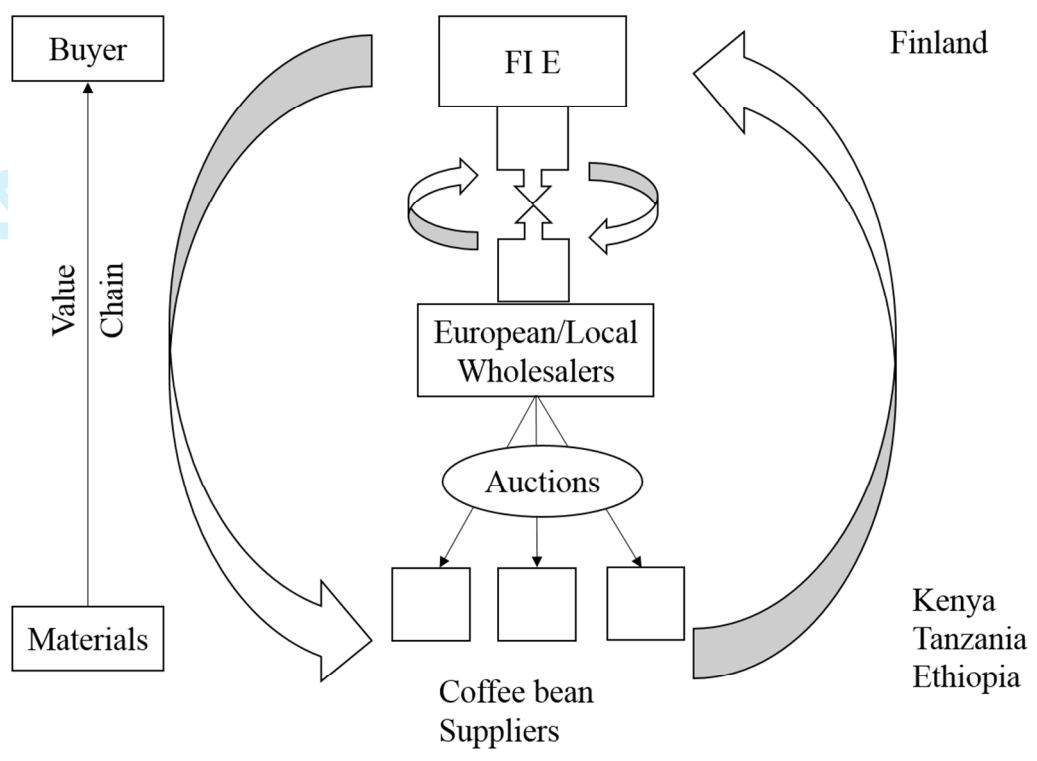 Buyer
FI E
Finland
Value
Chain
European/Local
Wholesalers
Auctions
Materials
Kenya
Tanzania
Ethiopia
Coffee bean
Suppliers